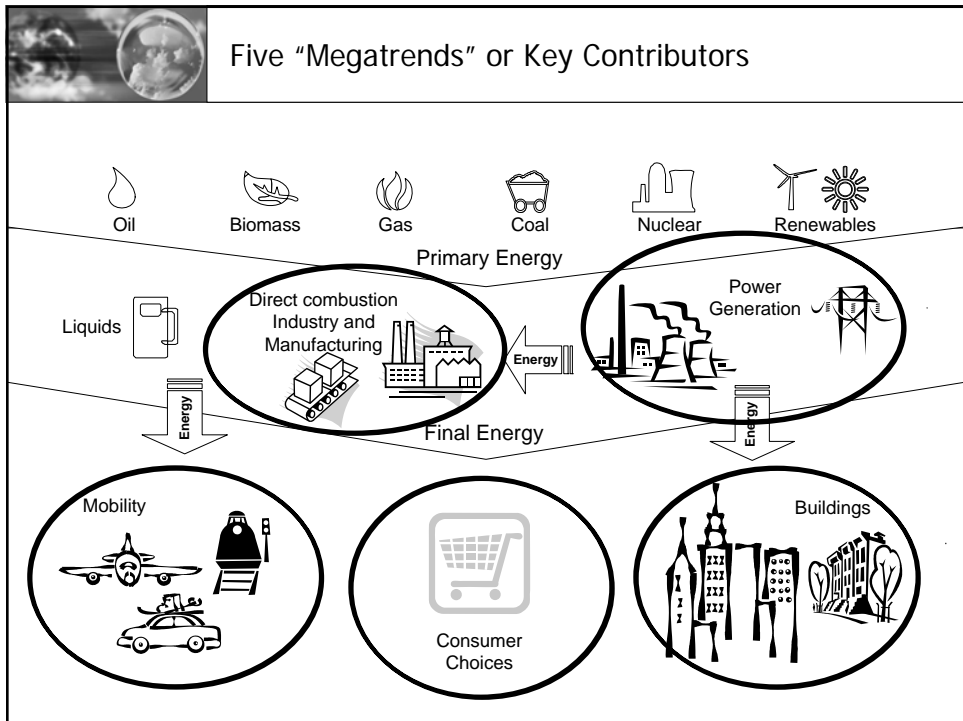 Five “Megatrends” or Key Contributors
Oil
Biomass
Gas
Coal
Nuclear
Renewables
Primary Energy
Liquids
Direct combustion
Industry and
Manufacturing
Energy
Power
Generation
Energy
Final Energy
Energy
Mobility
Consumer
Choices
Buildings